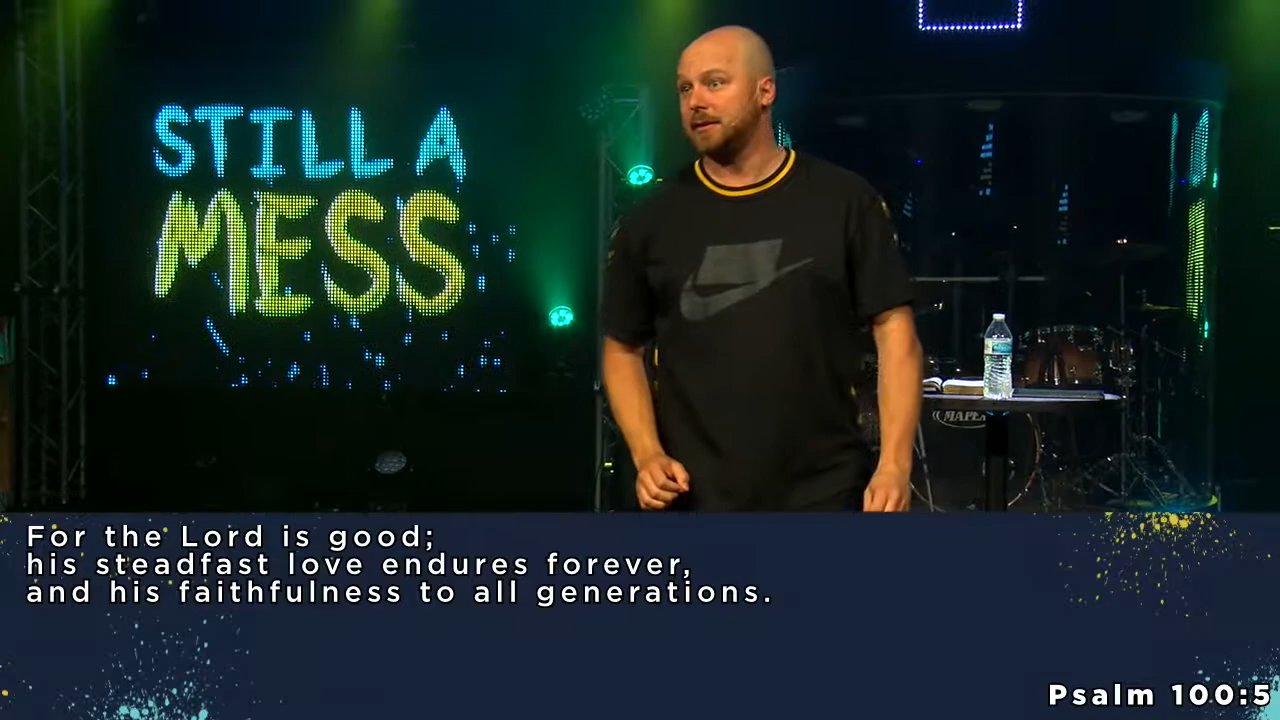 STILL A
MESS
MAPEX
For the Lord is good;
his steadfast love endures forever,
and his faithfulness to all generations.
Psalm 100:5